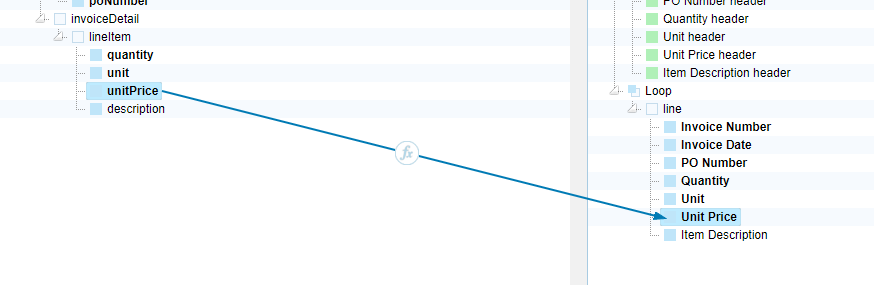 poNumber
invoiceDetail
lineItem
quantity
unit
unitPrice
description
fx
PO Number header
Quantity header
Unit header
Unit Price header
Item Description header
Loop
line
Invoice Number
Invoice Date
PO Number
Quantity
Unit
Unit Price
Item Description